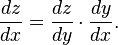 dz/dx = dz/dy · dy/dx.